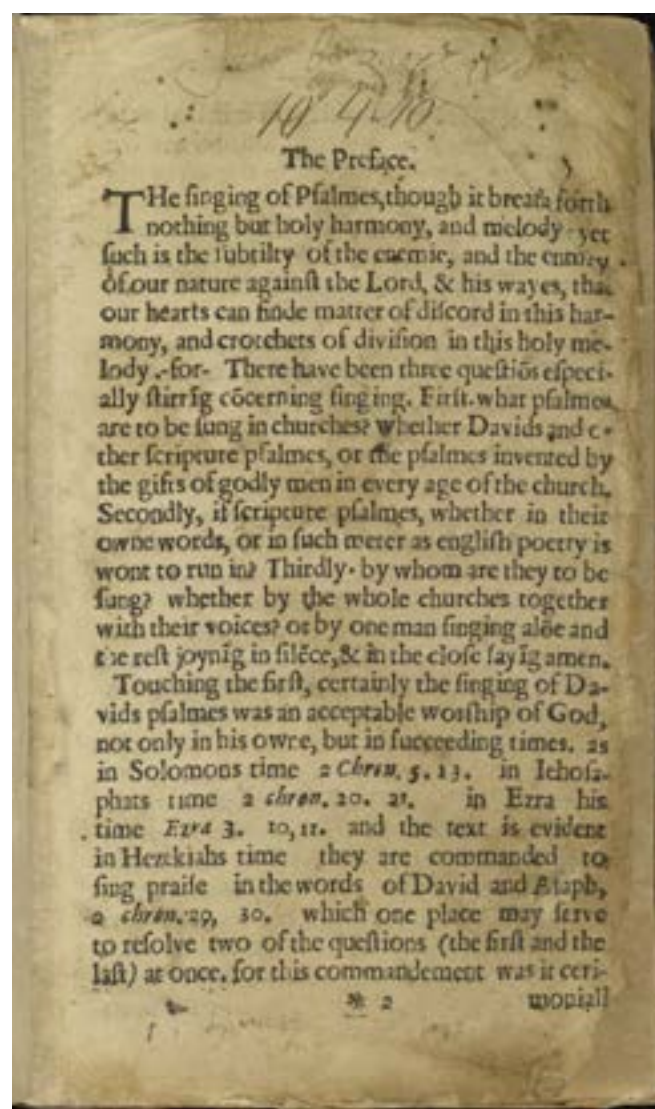 10 4.10
The Preface.
THe singing of Psalmes, though it breath forth
nothing but holy harmony, and melody yet
such is the subtilty of the enemie, and the enmity
of our nature against the Lord, & his wayes, that
our hearts can finde matter of discord in this har-
mony, and crotchets of division in this holy me-
lody .-for- There have been three questiōs especi-
ally stirrīg cōcerning singing. First. what psalmes
are to be sung in churches? whether Davids and o-
ther scripture psalmes, or the psalmes invented by
the gifts of godly men in every age of the church.
Secondly, if scripture psalmes, whether in their
owne words, or in such meter as english poetry is
wont to run in? Thirdly. by whom are they to be
sung? whether by the whole churches together
with their voices? or by one man singing alōe and
the rest joynīg in silēce, & in the close sayīg amen.
Touching the first, certainly the singing of Da-
vids psalmes was an acceptable worship of God,
not only in his owne, but in succeeding times. as
in Solomons time 2 Chron. 5. 13. in Iehosa-
phats time 2 chron. 20. 21. in Ezra his
time Ezra 3. 10, 11. and the text is evident
in Hezekiahs time they are commanded to
sing praise in the words of David and Asaph,
2 chron. 29, 30. which one place may serve
to resolve two of the questions (the first and the
last) at once. for this commandement was it ceri-
* 2 moniall